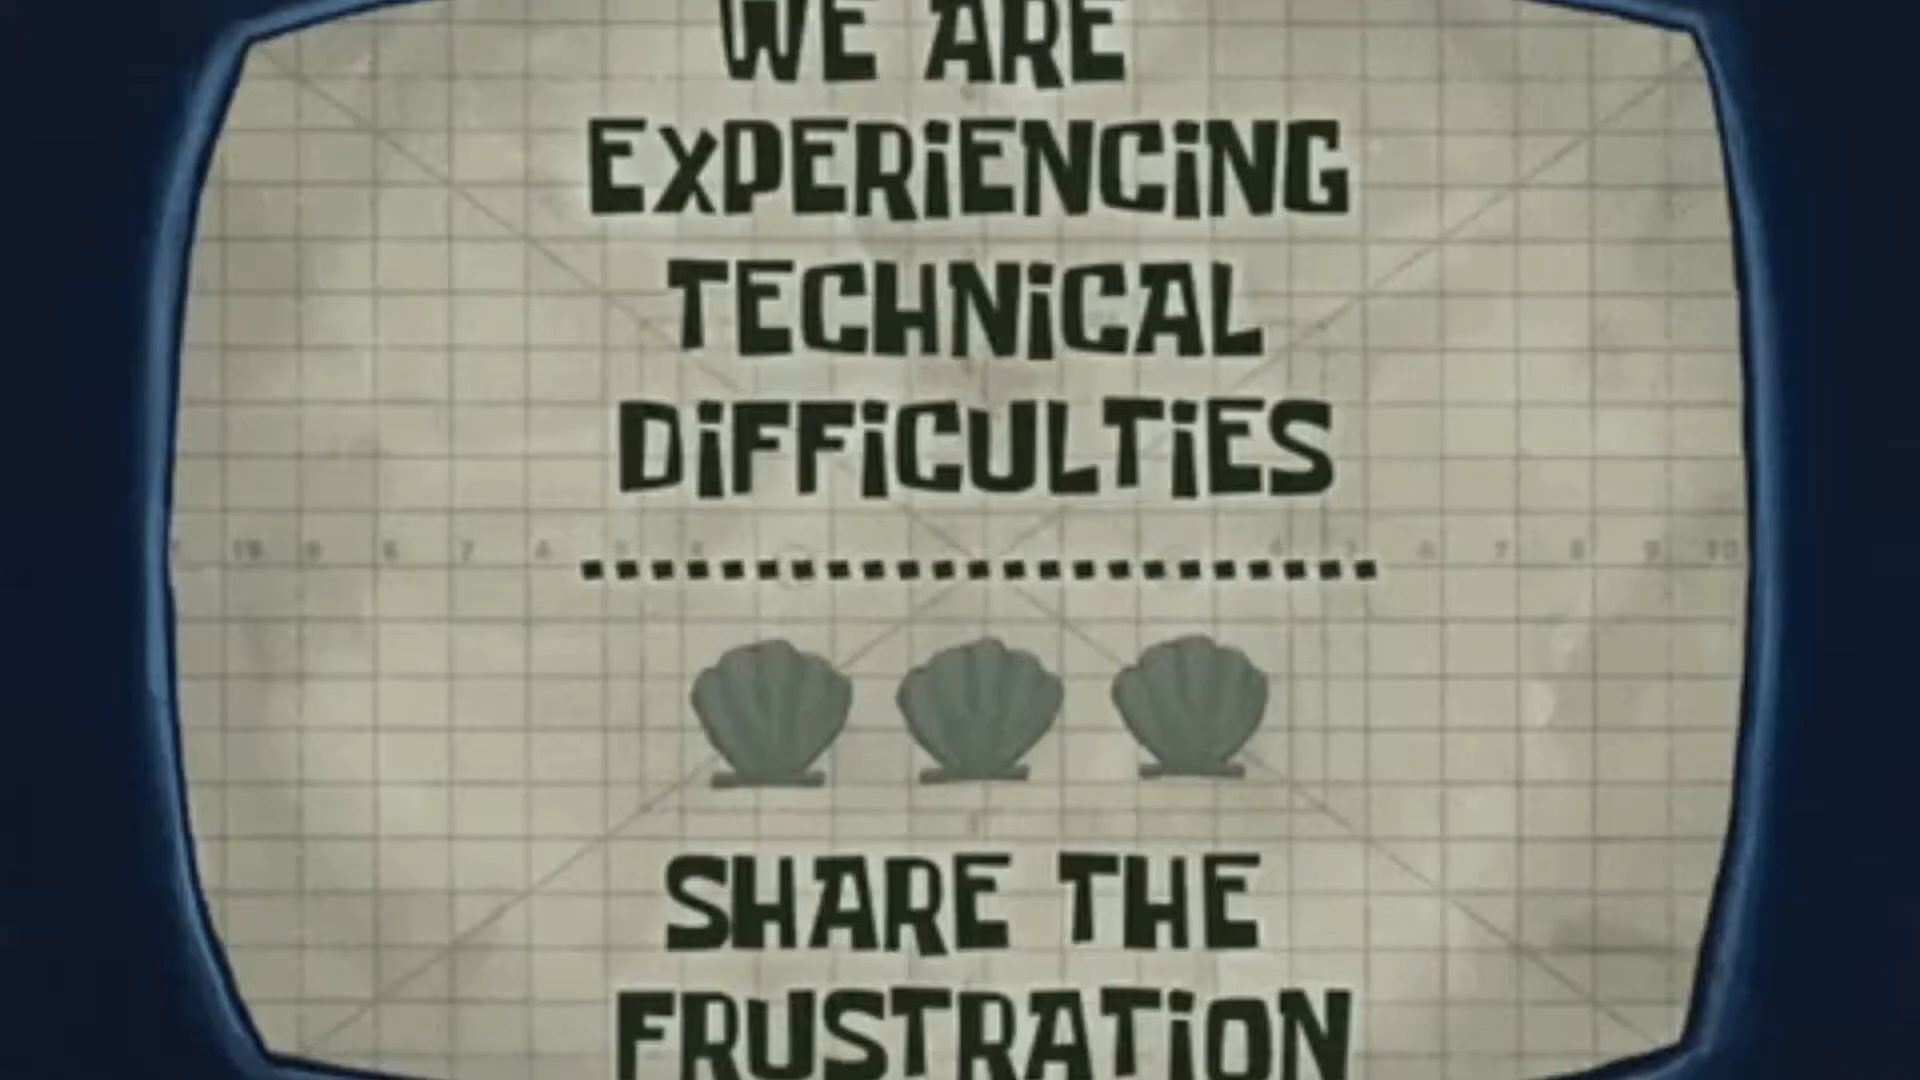 WE ARE
EXPERiENCiNG
TECHNiCAL
DiFFiCULTiES
SHARE THE
FRUSTRATiON